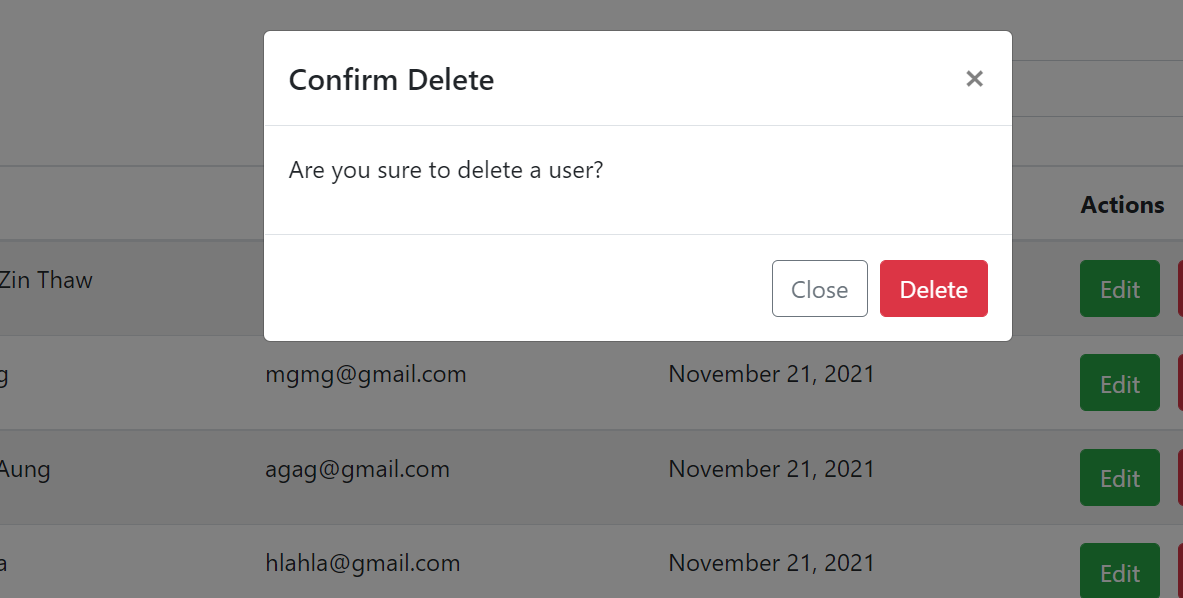 Confirm Delete ×
Are you sure to delete a user?
Close Delete
Actions
Zin Thaw Edit
g mgmg@gmail.com November 21, 2021 Edit
Aung agag@gmail.com November 21, 2021 Edit
a hlahla@gmail.com November 21, 2021 Edit